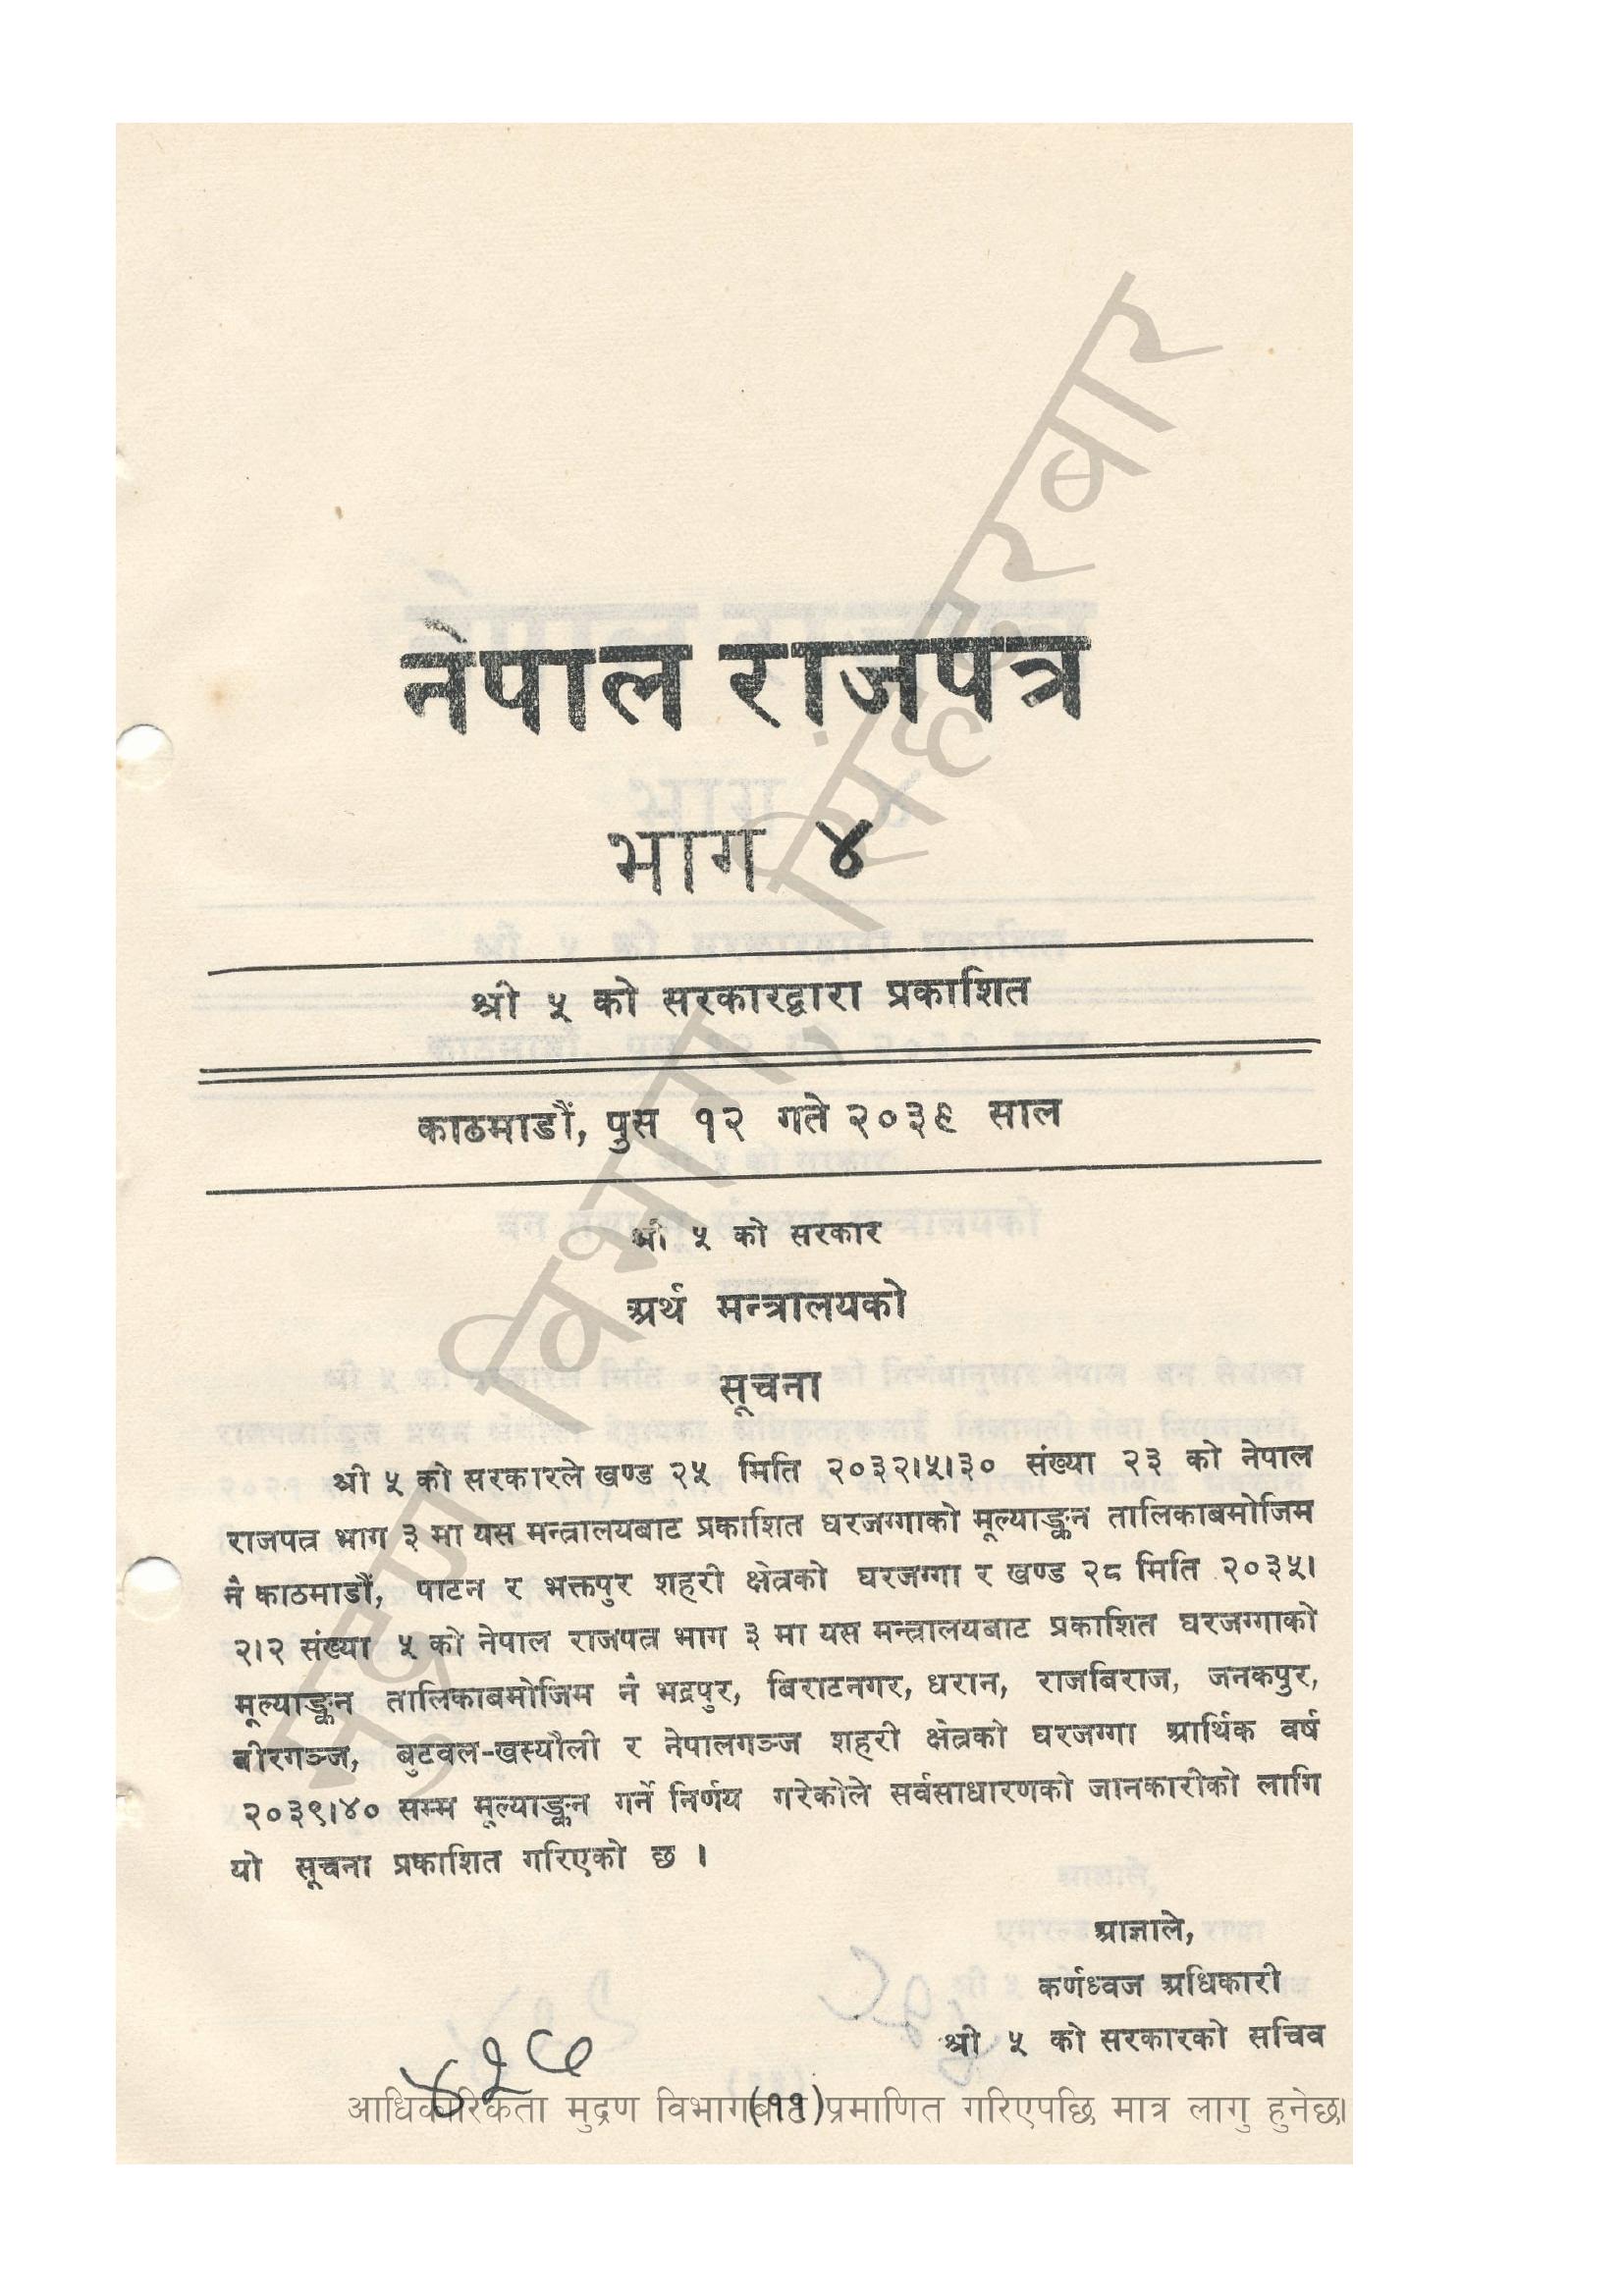 नेपाल राजपत्र
भाग ४
श्री ५ को सरकारद्वारा प्रकाशित
काठमाडौं, पुस १२ गते २०३९ साल
श्री ५ को सरकार
अर्थ मन्त्रालयको
सूचना
श्री ५ को सरकारले खण्ड २५ मिति २०३२।५।३० संख्या २३ को नेपाल
राजपत्र भाग ३ मा यस मन्त्रालयबाट प्रकाशित घरजग्गाको मूल्याङ्कन तालिकाबमोजिम
नं काठमाडौं, पाटन र भक्तपुर शहरी क्षेत्रको घरजग्गा र खण्ड २८ मिति २०३५।
२।२ संख्या ५ को नेपाल राजपत्र भाग ३ मा यस मन्त्रालयबाट प्रकाशित घरजग्गाको
मूल्याङ्कन तालिकाबमोजिम नं भद्रपुर, बिराटनगर, धरान, राजबिराज, जनकपुर,
बीरगञ्ज, बुटवल-खस्यौली र नेपालगञ्ज शहरी क्षेत्रको घरजग्गा आर्थिक वर्ष
२०३९।४० सम्म मूल्याङ्कन गर्ने निर्णय गरेकोले सर्वसाधारणको जानकारीको लागि
यो सूचना प्रकाशित गरिएको छ ।
आज्ञाले,
कर्णध्वज अधिकारी
श्री ५ को सरकारको सचिव
(११)
आधिकारिकता मुद्रण विभागबाट प्रमाणित गरिएपछि मात्र लागु हुनेछ।
मुद्रण विभाग, सिंहदरबार